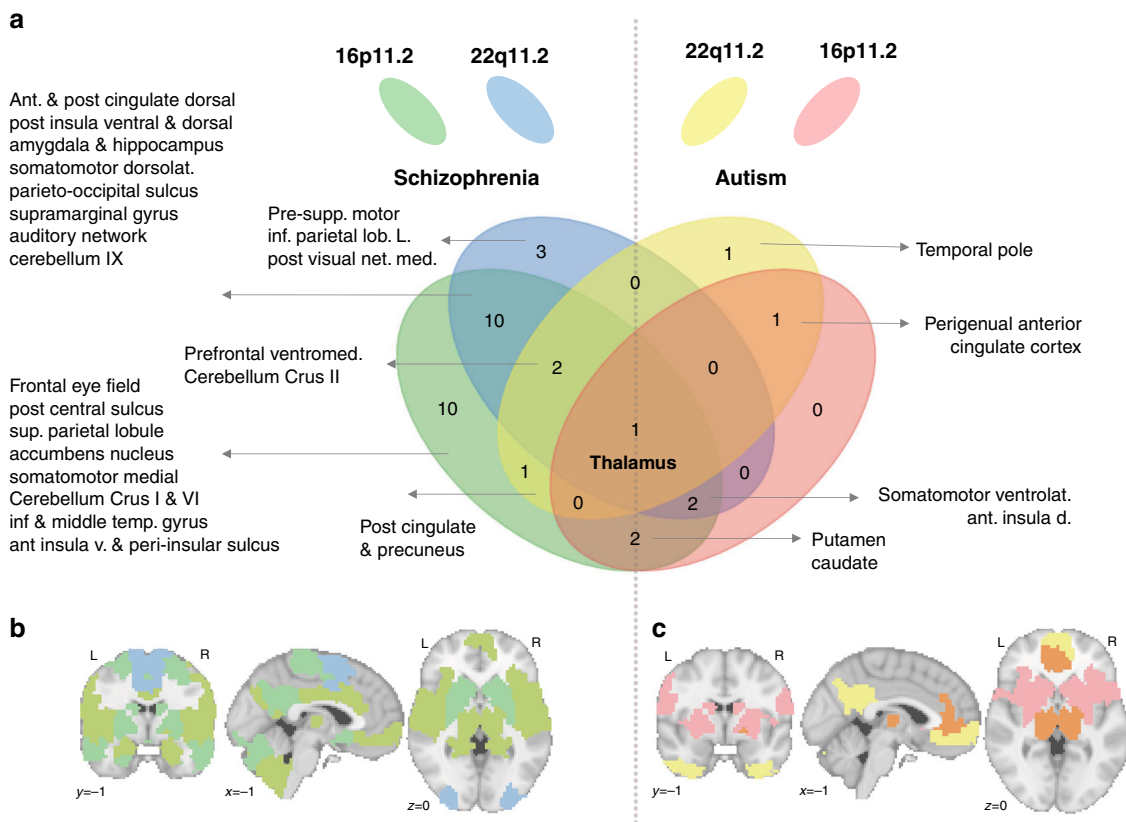 a
16p11.2
22q11.2
22q11.2
16p11.2
Schizophrenia
Autism
Ant. & post cingulate dorsal
post insula ventral & dorsal
amygdala & hippocampus
somatomotor dorsolat.
parieto-occipital sulcus
supramarginal gyrus
auditory network
cerebellum IX
Pre-supp. motor
inf. parietal lob. L.
post visual net. med.
Prefrontal ventromed.
Cerebellum Crus II
Frontal eye field
post central sulcus
sup. parietal lobule
accumbens nucleus
somatomotor medial
Cerebellum Crus I & VI
inf & middle temp. gyrus
ant insula v. & peri-insular sulcus
Post cingulate
& precuneus
3
0
1
10
1
2
0
10
1
0
Thalamus
1
0
0
2
2
Temporal pole
Perigenual anterior
cingulate cortex
Somatomotor ventrolat.
ant. insula d.
Putamen
caudate
b
L
R
y=−1
x=−1
L
R
z=0
c
L
R
y=−1
x=−1
L
R
z=0